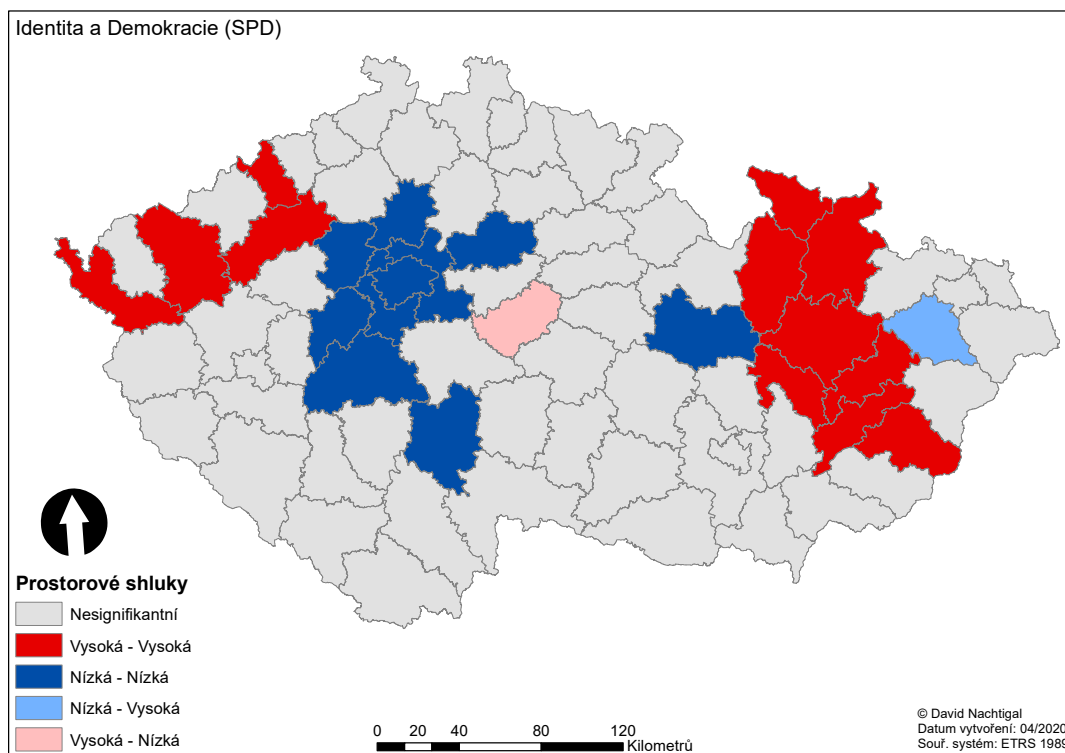 Identita a Demokracie (SPD)
Prostorové shluky
Nesignifikantní
Vysoká - Vysoká
Nízká - Nízká
Nízká - Vysoká
Vysoká - Nízká
0 20 40 80 120
Kilometrů
© David Nachtigal
Datum vytvoření: 04/2020
Souř. systém: ETRS 1989